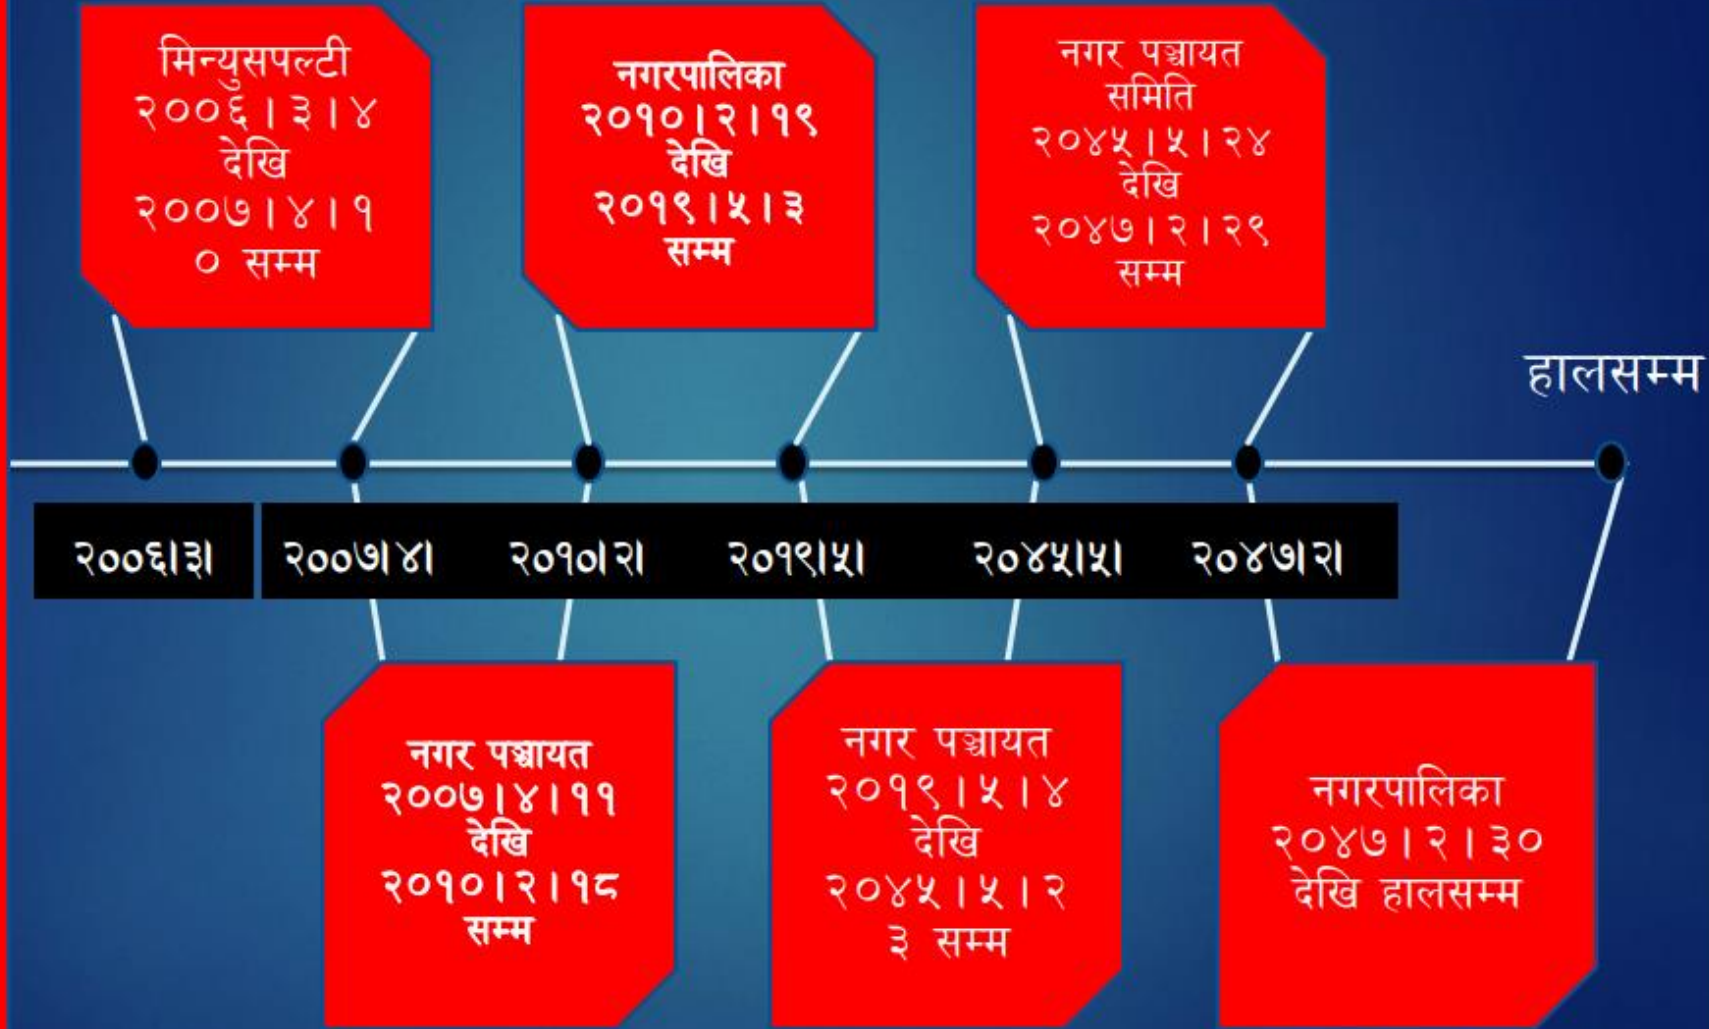 मिन्युसपल्टी
२००६।३।४
देखि
२००७।४।१
० सम्म
नगरपालिका
२०१०।२।१९
देखि
२०१९।५।३
सम्म
नगर पञ्चायत
समिति
२०४५।५।२४
देखि
२०४७।२।२९
सम्म
हालसम्म
२००६।३।
२००७।४।
२०१०।२।
२०१९।५।
२०४५।५।
२०४७।२।
नगर पञ्चायत
२००७।४।११
देखि
२०१०।२।१८
सम्म
नगर पञ्चायत
२०१९।५।४
देखि
२०४५।५।२
३ सम्म
नगरपालिका
२०४७।२।३०
देखि हालसम्म